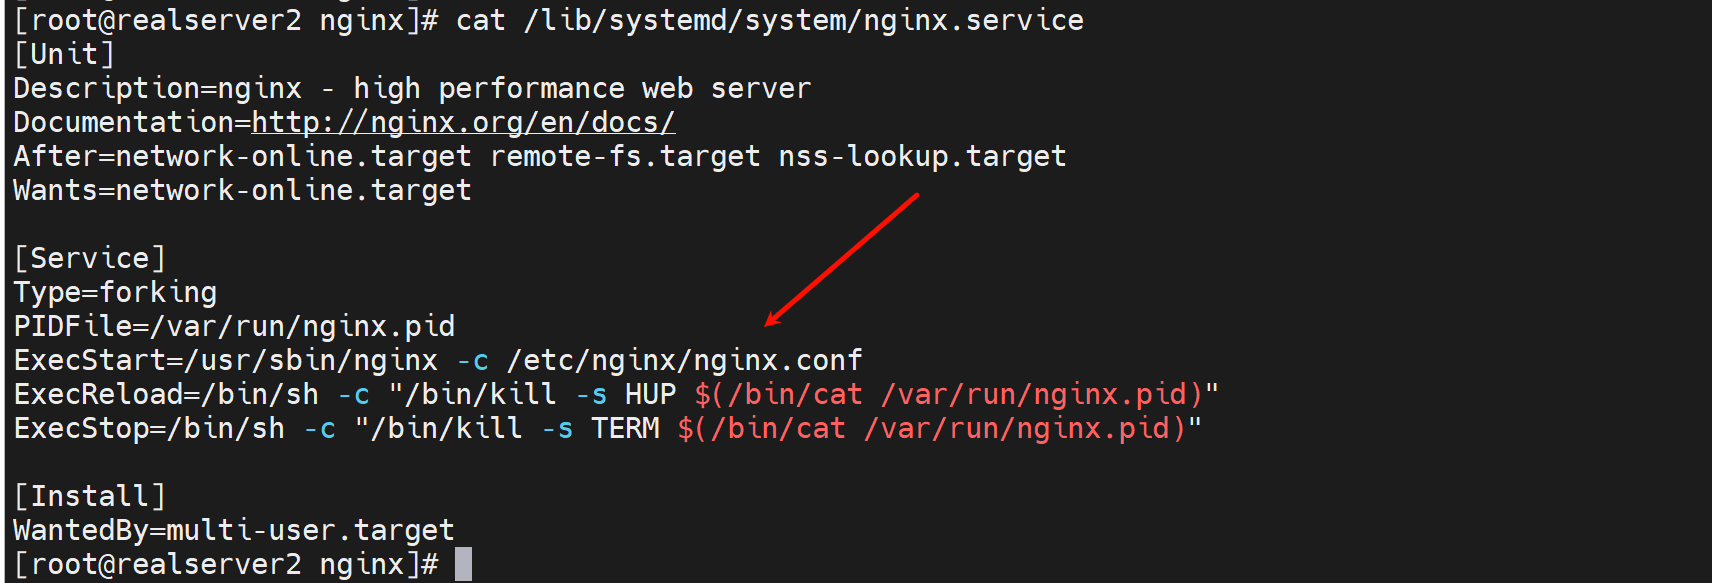 [root@realserver2 nginx]# cat /lib/systemd/system/nginx.service
[Unit]
Description=nginx - high performance web server
Documentation=http://nginx.org/en/docs/
After=network-online.target remote-fs.target nss-lookup.target
Wants=network-online.target

[Service]
Type=forking
PIDFile=/var/run/nginx.pid
ExecStart=/usr/sbin/nginx -c /etc/nginx/nginx.conf
ExecReload=/bin/sh -c "/bin/kill -s HUP $(/bin/cat /var/run/nginx.pid)"
ExecStop=/bin/sh -c "/bin/kill -s TERM $(/bin/cat /var/run/nginx.pid)"

[Install]
WantedBy=multi-user.target
[root@realserver2 nginx]#